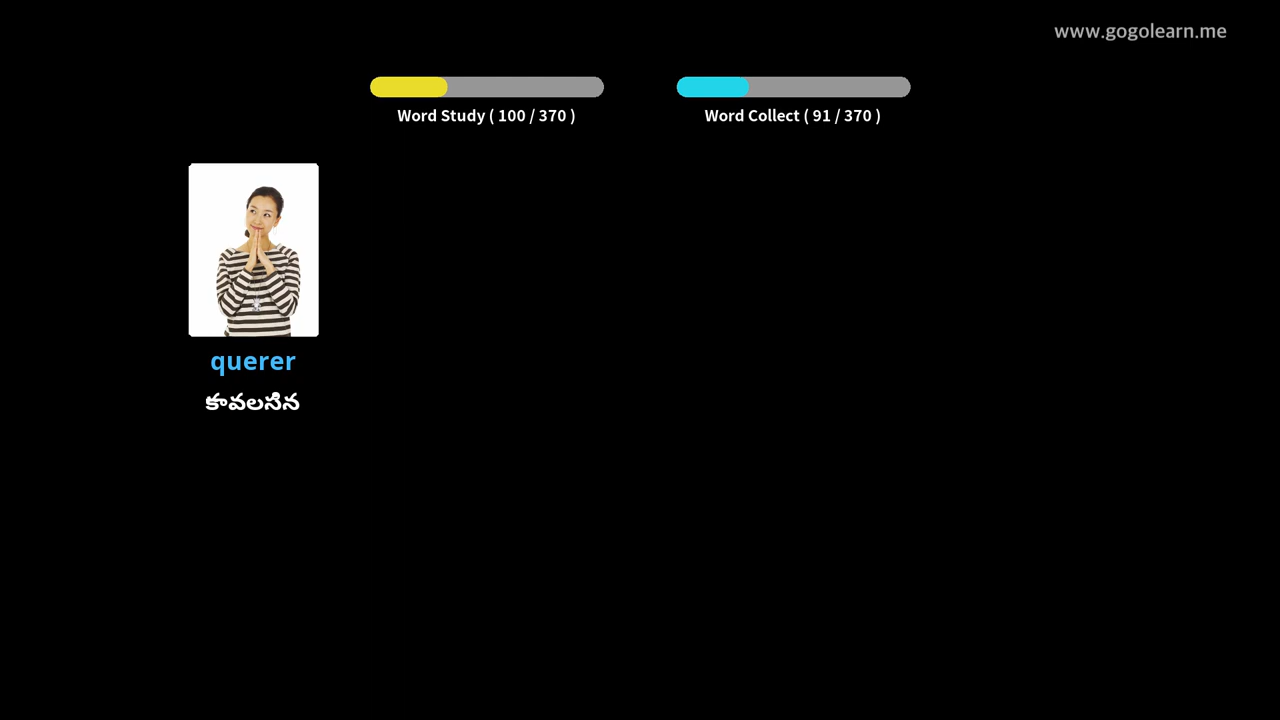 www.gogolearn.me
Word Study ( 100 / 370 )
Word Collect ( 91 / 370 )
querer
కావలసిన